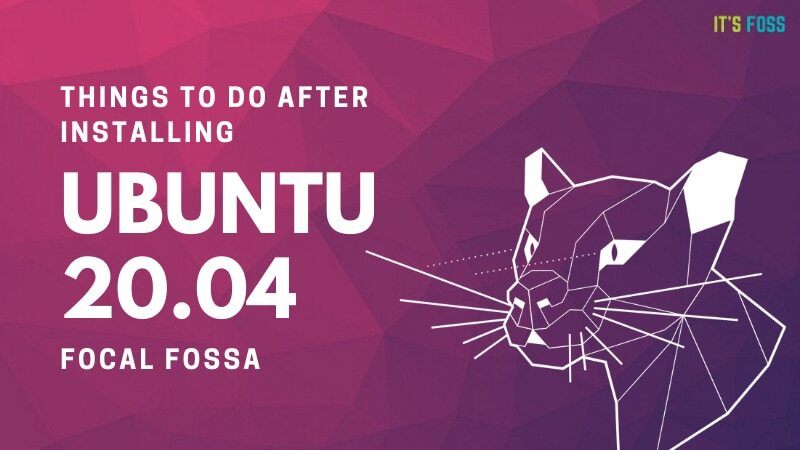 IT'S FOSS
THINGS TO DO AFTER
INSTALLING
UBUNTU
20.04
FOCAL FOSSA